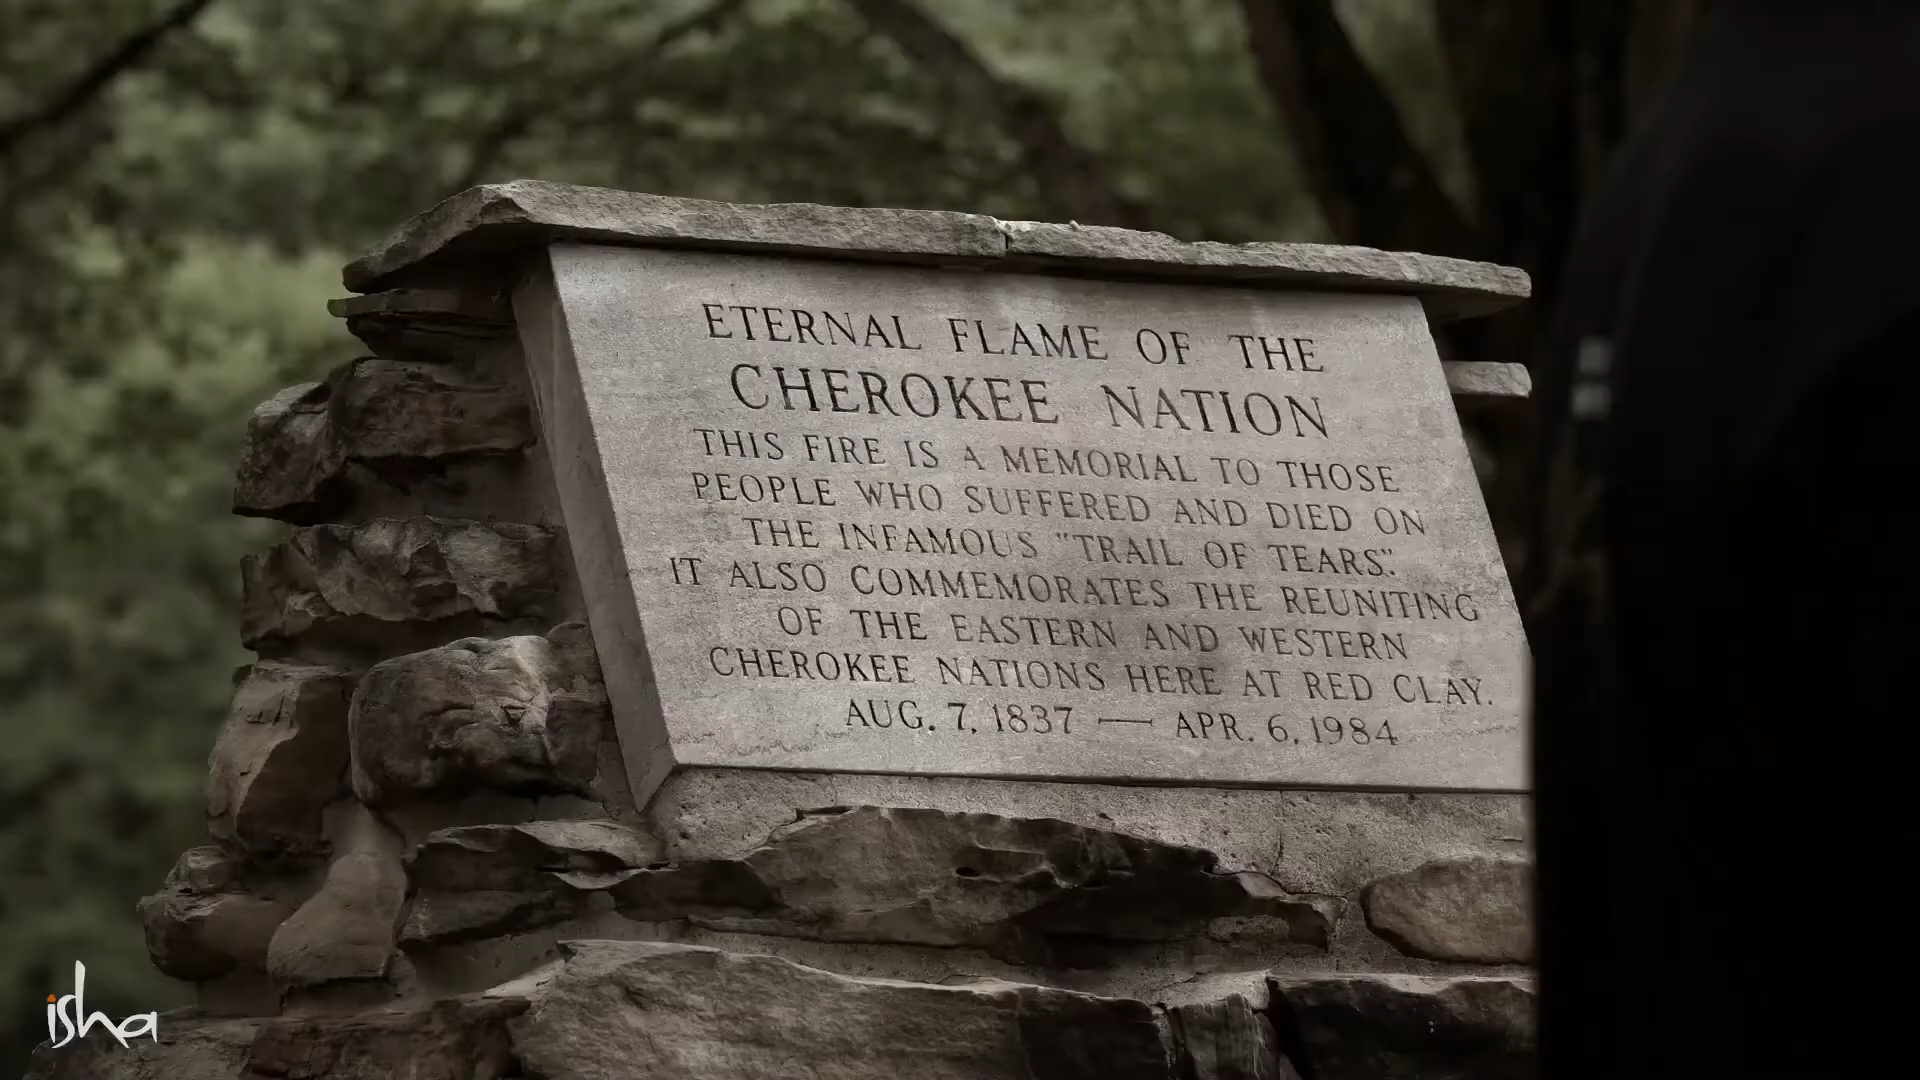 ETERNAL FLAME OF THE
CHEROKEE NATION
THIS FIRE IS A MEMORIAL TO THOSE
PEOPLE WHO SUFFERED AND DIED ON
THE INFAMOUS "TRAIL OF TEARS".
IT ALSO COMMEMORATES THE REUNITING
OF THE EASTERN AND WESTERN
CHEROKEE NATIONS HERE AT RED CLAY.
AUG. 7, 1837 — APR. 6, 1984
isha